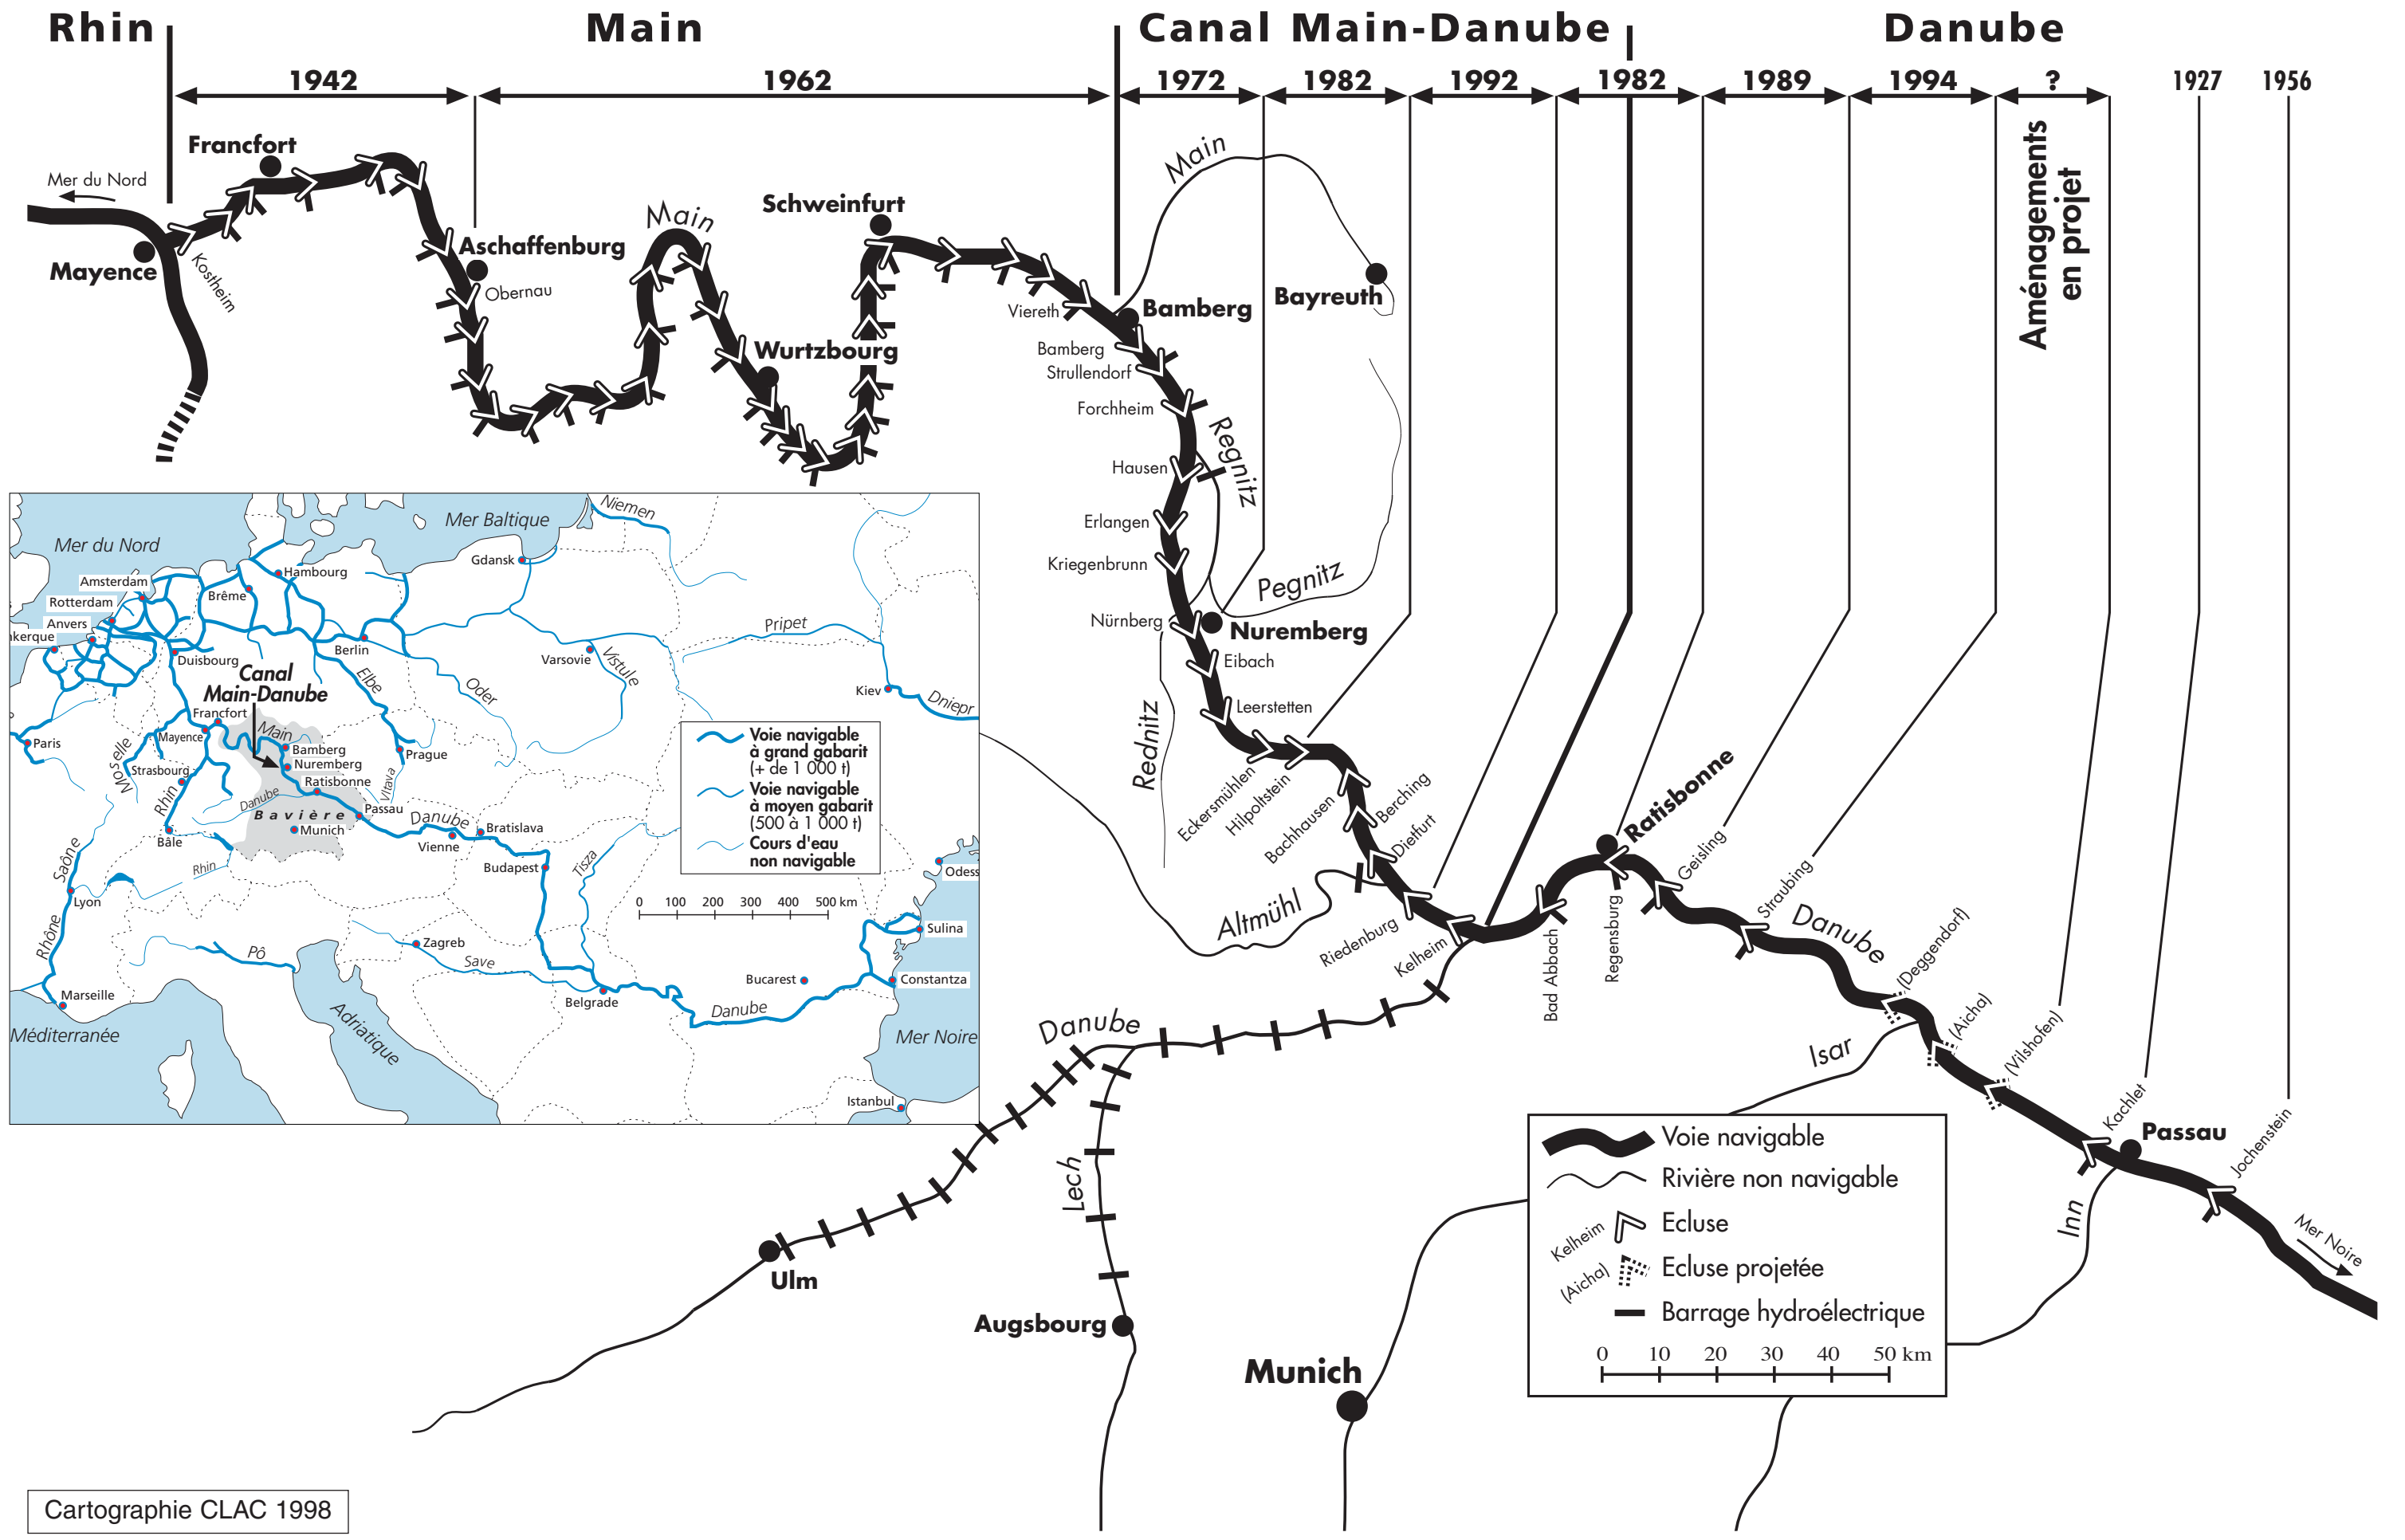 Rhin
Main
Canal Main-Danube
Danube
1942
1962
1972
1982
1992
1982
1989
1994
?
1927
1956
Aménagements
en projet
Mer du Nord
Francfort
Mayence
Kostheim
Aschaffenburg
Obernau
Main
Schweinfurt
Wurtzbourg
Viereth
Main
Bayreuth
Bamberg
Bamberg
Strullendorf
Forchheim
Regnitz
Hausen
Erlangen
Kriegenbrunn
Pegnitz
Nürnberg
Nuremberg
Eibach
Leerstetten
Rednitz
Eckersmühlen
Hilpoltstein
Bachhausen
Berching
Dietfurt
Altmühl
Riedenburg
Kelheim
Bad Abbach
Regensburg
Ratisbonne
Geisling
Straubing
Danube
(Deggendorf)
(Aicha)
(Vilshofen)
Isar
Kachlet
Passau
Jochenstein
Inn
Mer Noire
Danube
Lech
Ulm
Augsbourg
Munich
Mer du Nord
Mer Baltique
Niemen
Gdansk
Hambourg
Amsterdam
Brême
Rotterdam
Anvers
nkerque
Duisbourg
Berlin
Varsovie
Vistule
Pripet
Kiev
Dniepr
Canal
Main-Danube
Elbe
Oder
Francfort
Main
Mayence
Bamberg
Nuremberg
Prague
Paris
Moselle
Strasbourg
Ratisbonne
Vltava
Rhin
Danube
Passau
Bavière
Munich
Danube
Bratislava
Vienne
Bâle
Rhin
Budapest
Tisza
Saône
Lyon
Rhône
Zagreb
Save
Pô
Belgrade
Bucarest
Danube
Odess
Sulina
Constantza
Marseille
Méditerranée
Adriatique
Mer Noire
Istanbul
Voie navigable
à grand gabarit
(+ de 1 000 t)
Voie navigable
à moyen gabarit
(500 à 1 000 t)
Cours d'eau
non navigable
0 100 200 300 400 500 km
Voie navigable
Rivière non navigable
Kelheim
Ecluse
(Aicha)
Ecluse projetée
Barrage hydroélectrique
0 10 20 30 40 50 km
Cartographie CLAC 1998